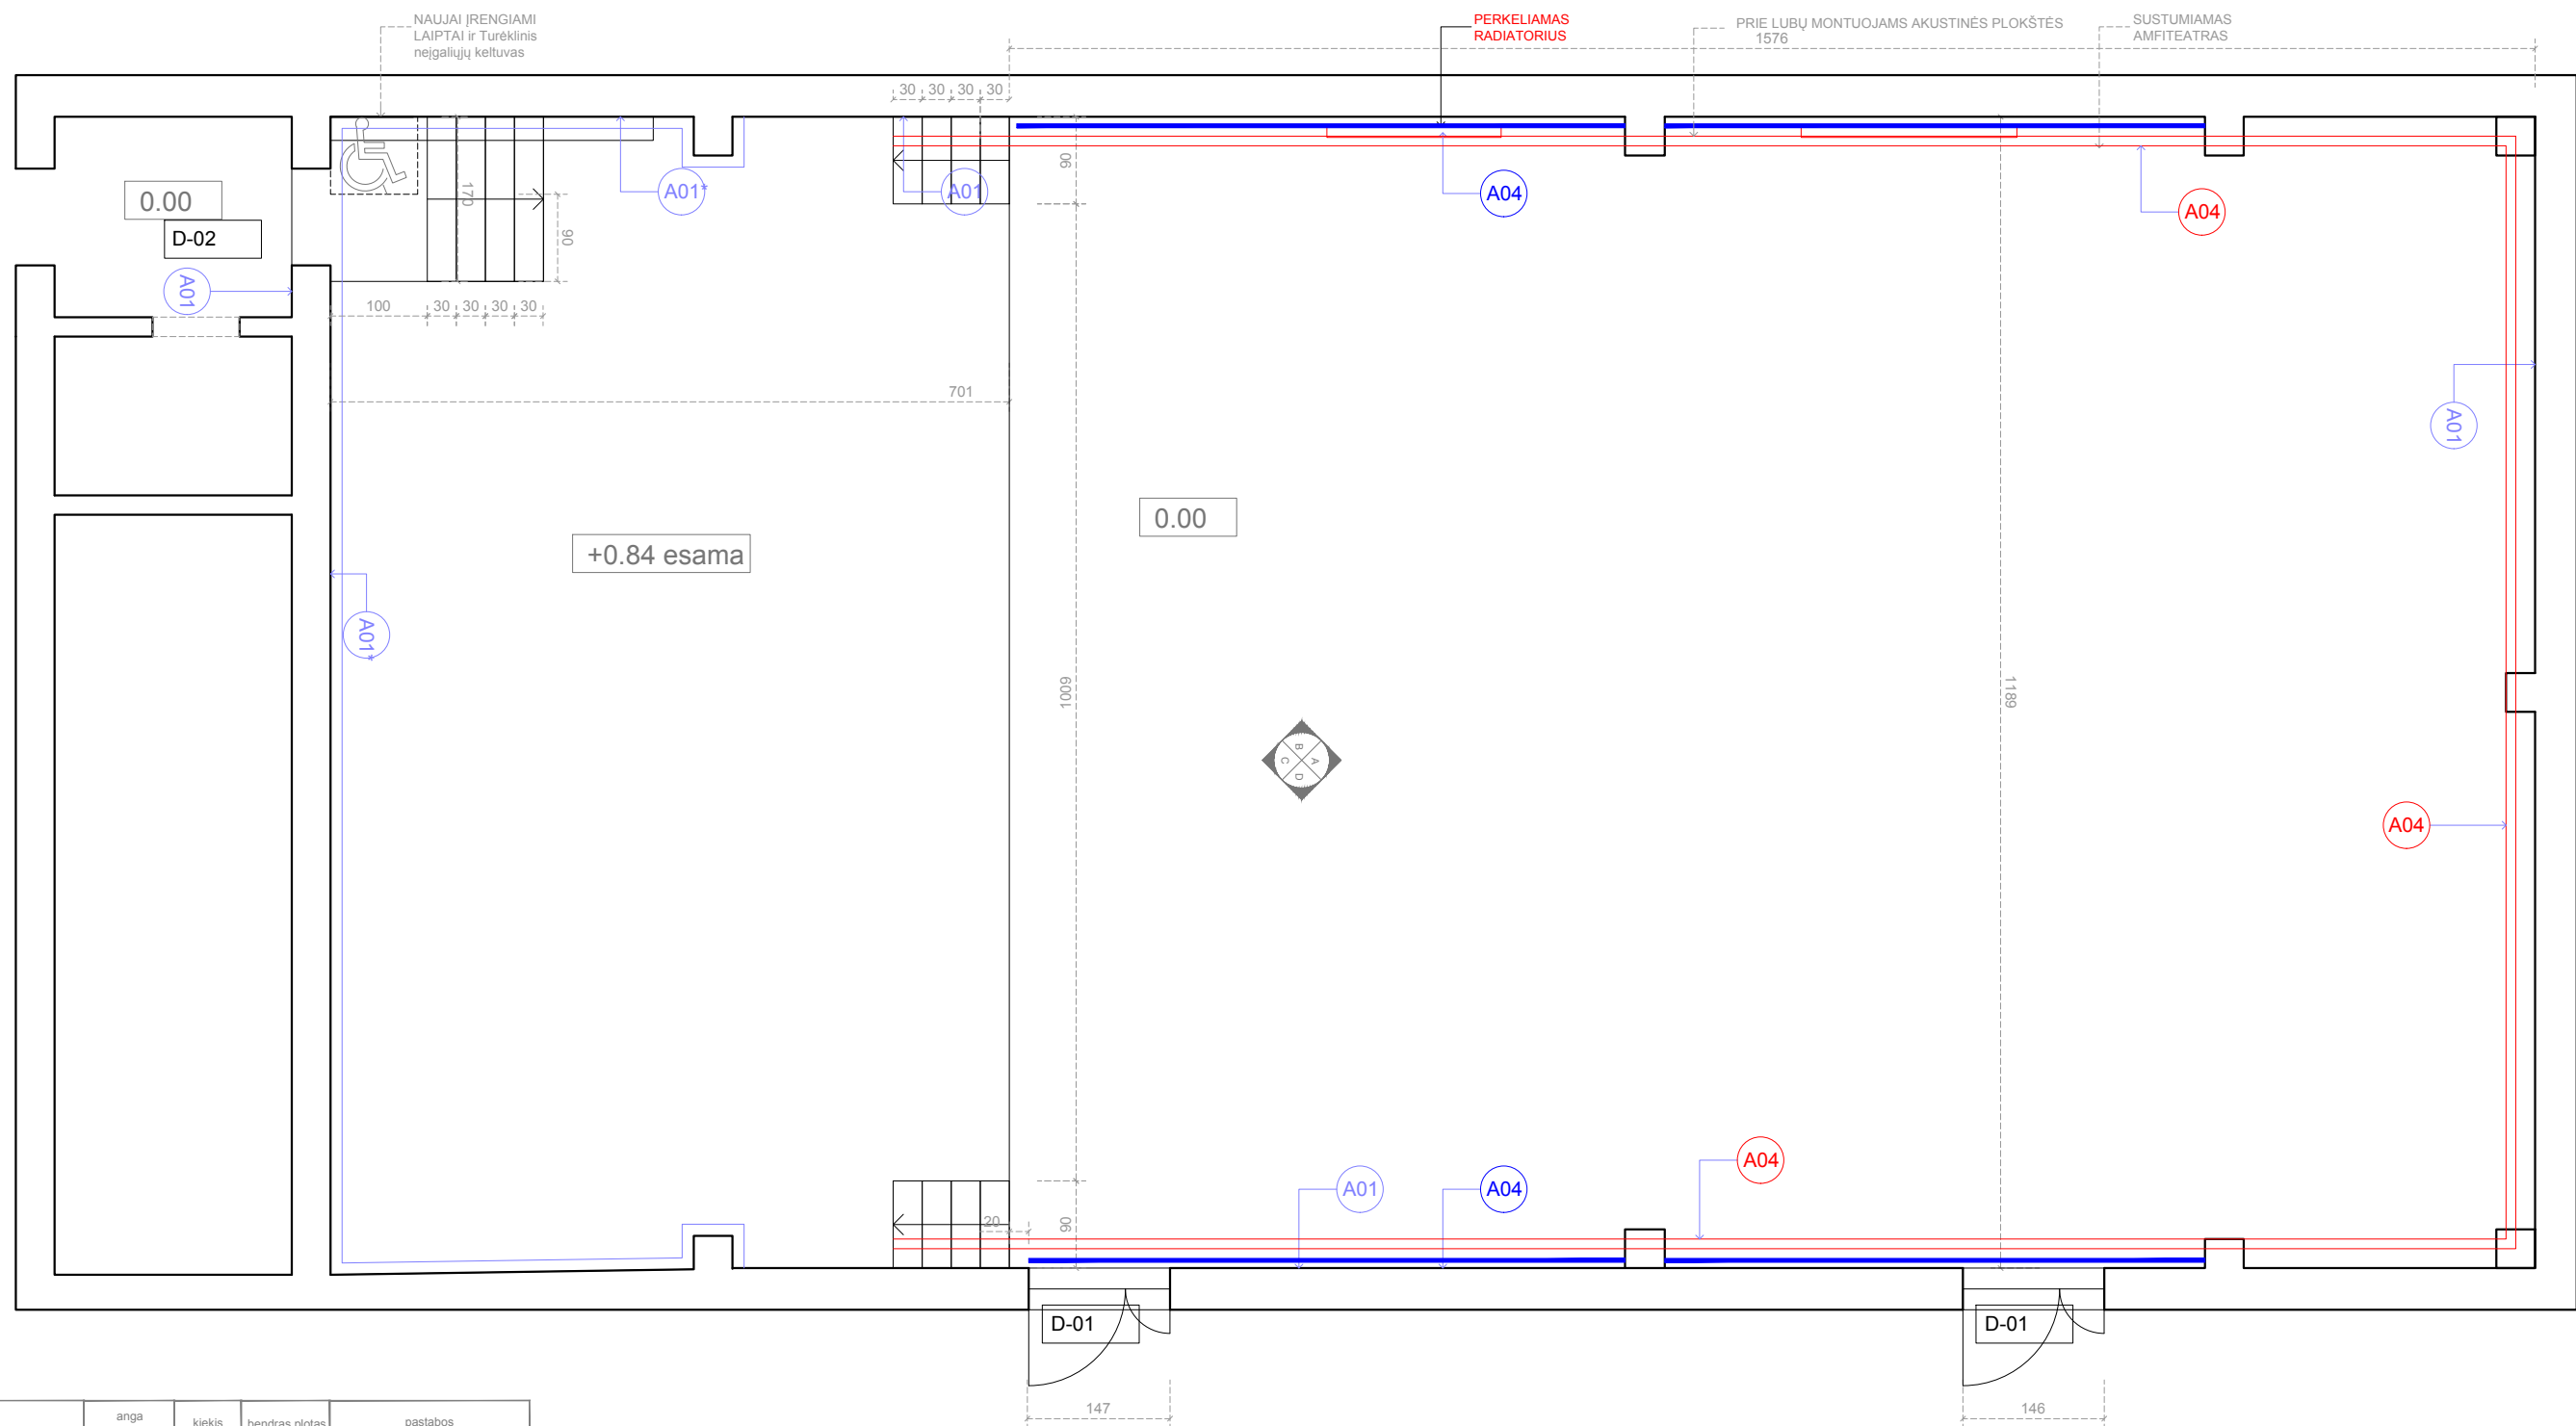 NAUJAI ĮRENGIAMI
LAIPTAI ir Turėklinis
neįgaliųjų keltuvas
PERKELIAMAS
RADIATORIUS
PRIE LUBŲ MONTUOJAMS AKUSTINĖS PLOKŠTĖS
1576
SUSTUMIAMAS
AMFITEATRAS
30 30 30 30
90
170
0.00
D-02
A01*
A01
A04
A04
90
A01
100 30 30 30 30
701
A01
0.00
+0.84 esama
A01*
1009
1189
B A
C D
A04
A04
A01
A04
20
90
D-01
D-01
147
146
anga
kiekis
bendras plotas
pastabos